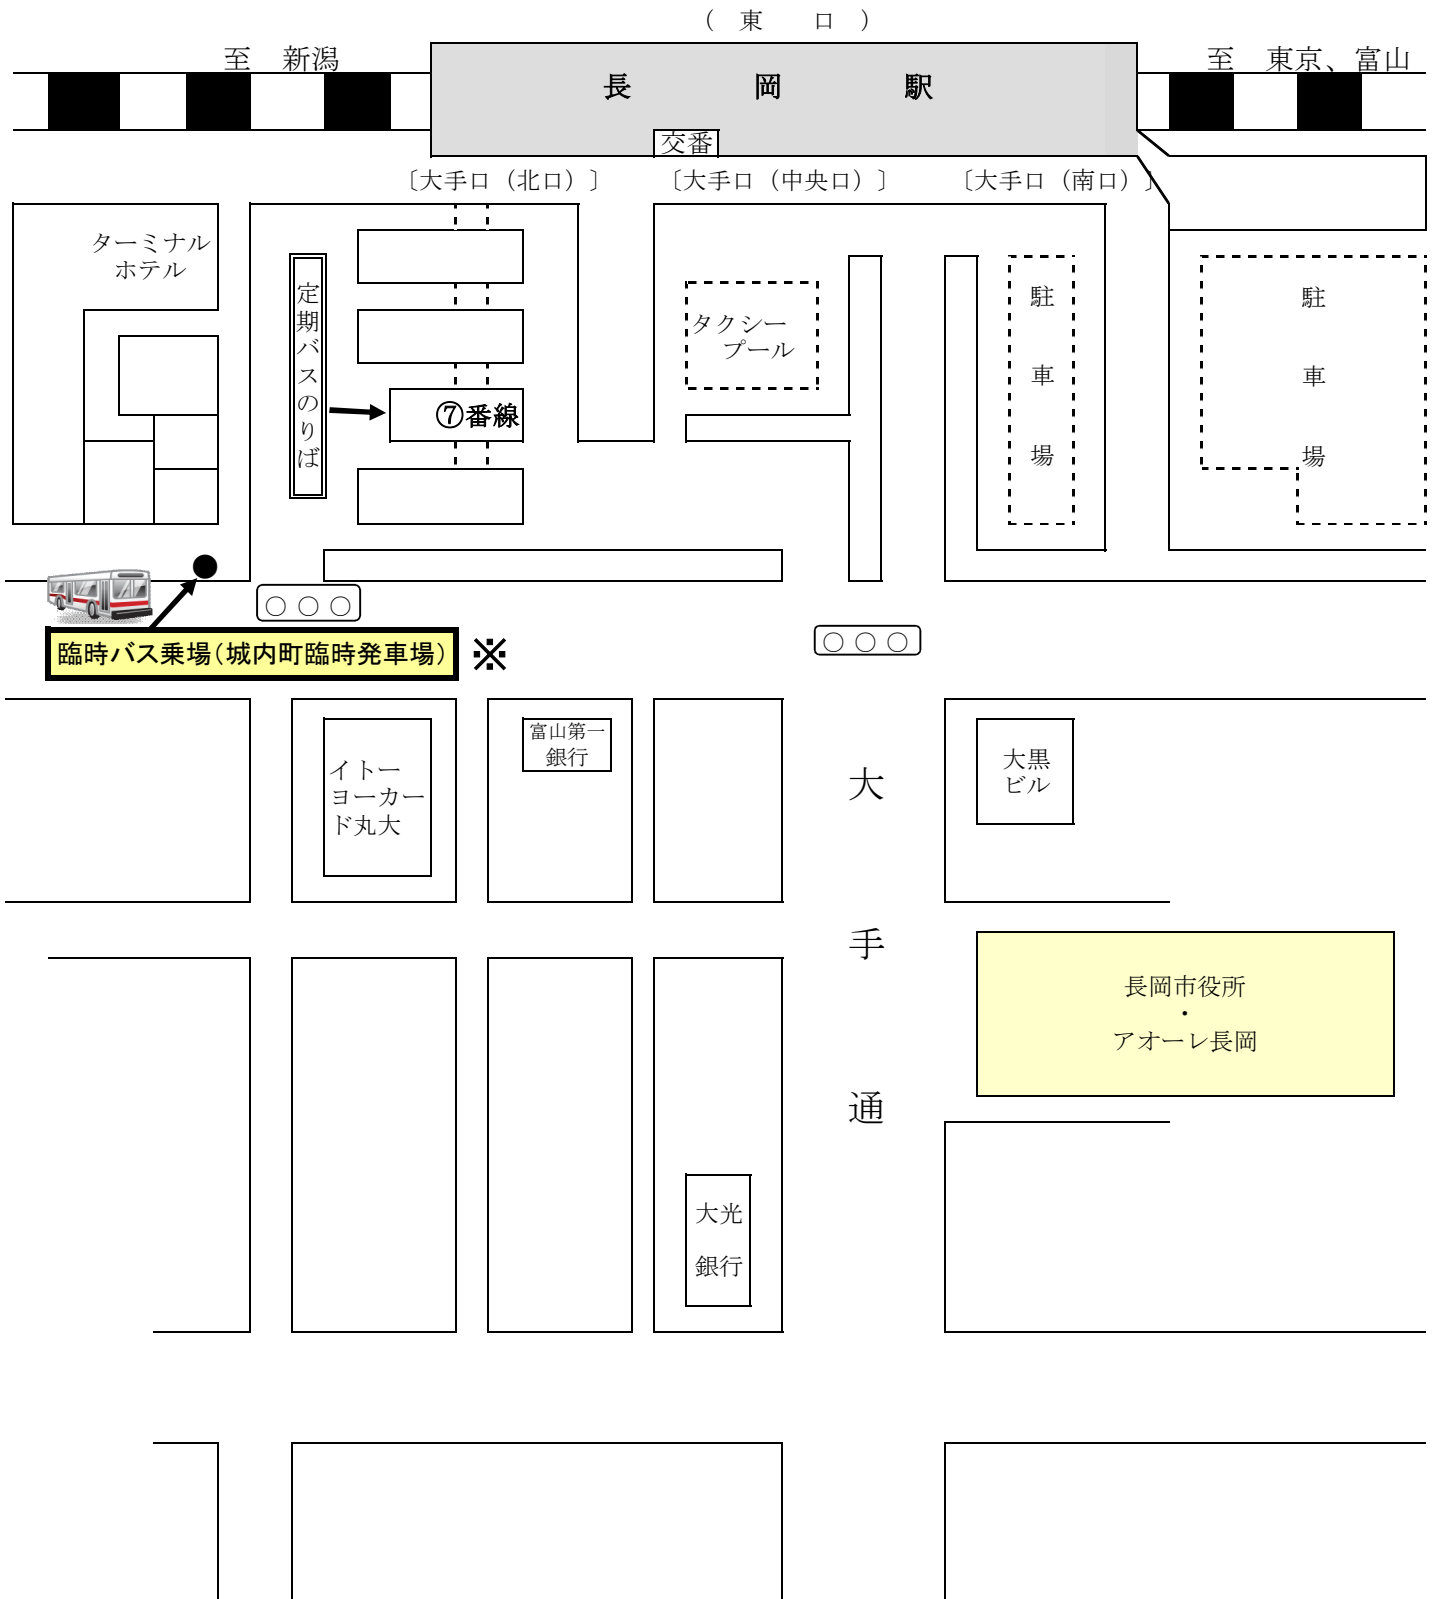 （　東　　口　）
至　新潟
至　東京、富山
長　岡　駅
交番
〔大手口（北口）〕
〔大手口（中央口）〕
〔大手口（南口）〕
ターミナル
ホテル
定期バスのりば
⑦番線
タクシー
プール
駐車場
駐車場
○○○
○○○
臨時バス乗場（城内町臨時発車場）
※
イトー
ヨーカー
ド丸大
富山第一
銀行
大黒
ビル
大手通
長岡市役所
・
アオーレ長岡
大光
銀行